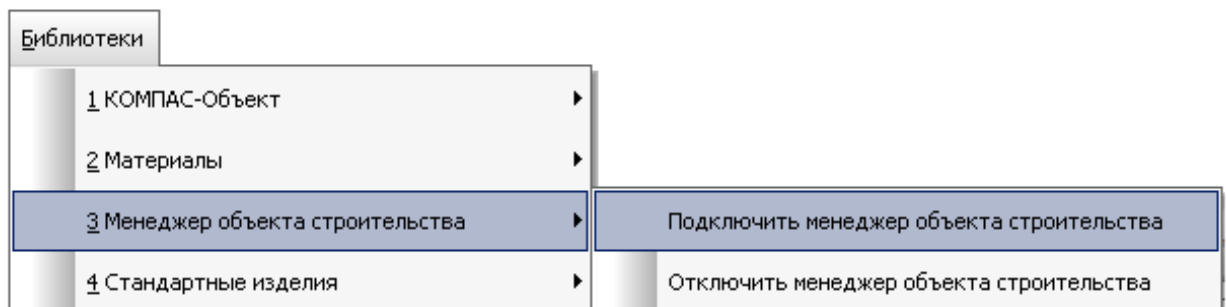 Библиотеки
1 КОМПАС-Объект
2 Материалы
3 Менеджер объекта строительства
Подключить менеджер объекта строительства
4 Стандартные изделия
Отключить менеджер объекта строительства